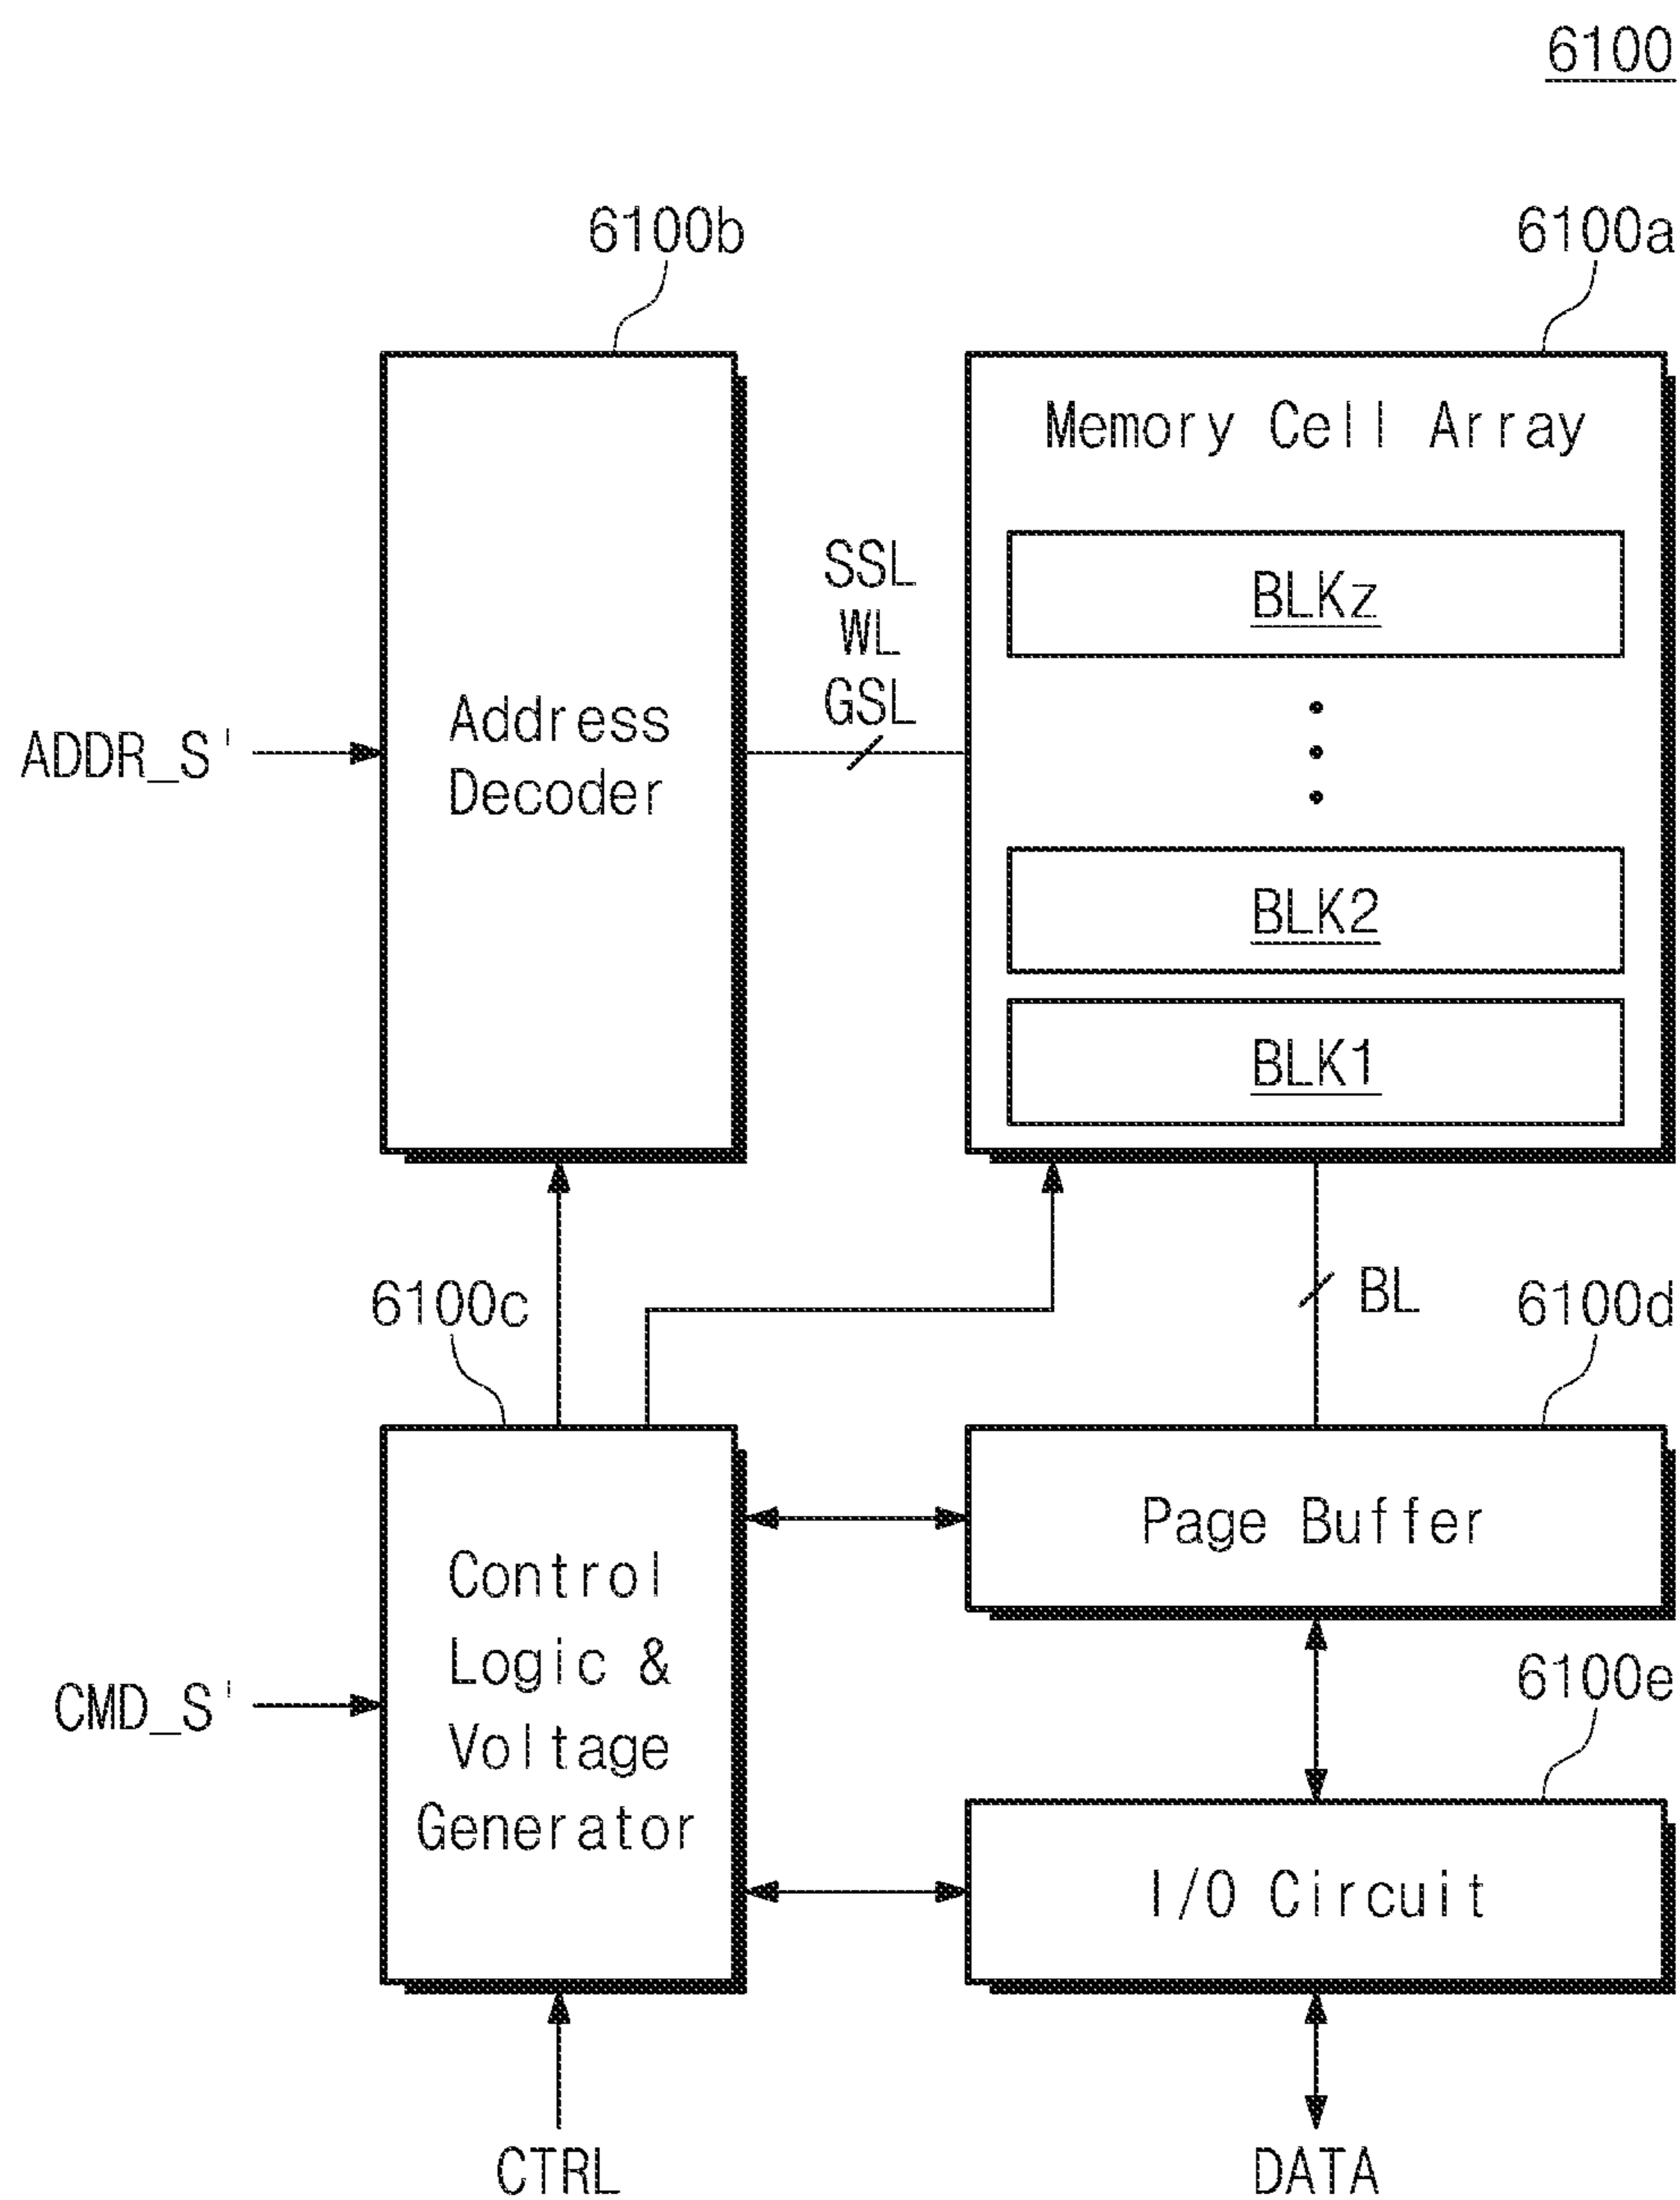 6100
6100b
6100a
Memory Cell Array
SSL
WL
GSL
BLKz
ADDR_S'
Address
Decoder
BLK2
BLK1
6100c
BL
6100d
Page Buffer
Control
Logic &
Voltage
Generator
CMD_S'
6100e
I/O Circuit
CTRL
DATA